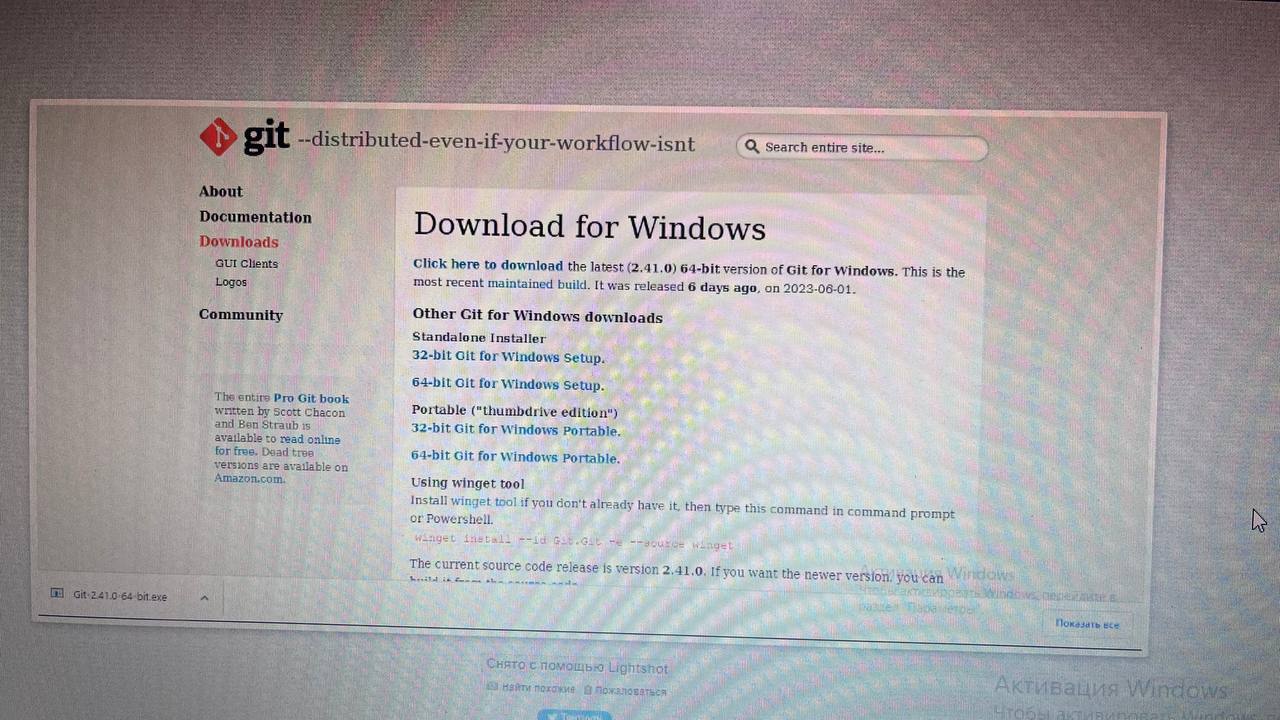 git --distributed-even-if-your-workflow-isnt
Search entire site...
About
Documentation
Downloads
GUI Clients
Logos
Community
The entire Pro Git book
written by Scott Chacon
and Ben Straub is
available to read online
for free. Dead tree
versions are available on
Amazon.com.
Download for Windows
Click here to download the latest (2.41.0) 64-bit version of Git for Windows. This is the
most recent maintained build. It was released 6 days ago, on 2023-06-01.
Other Git for Windows downloads
Standalone Installer
32-bit Git for Windows Setup.
64-bit Git for Windows Setup.
Portable ("thumbdrive edition")
32-bit Git for Windows Portable.
64-bit Git for Windows Portable.
Using winget tool
Install winget tool if you don't already have it, then type this command in command prompt
or Powershell.
winget install --id Git.Git -e --source winget
The current source code release is version 2.41.0. If you want the newer version, you can
build it from the source code.
Активация Windows
Чтобы активировать Windows, перейдите в
раздел "Параметры".
Git-2.41.0-64-bit.exe
Показать все
Снято с помощью Lightshot
Найти похожие Пожаловаться
Активация Windows
Чтобы активировать Windows